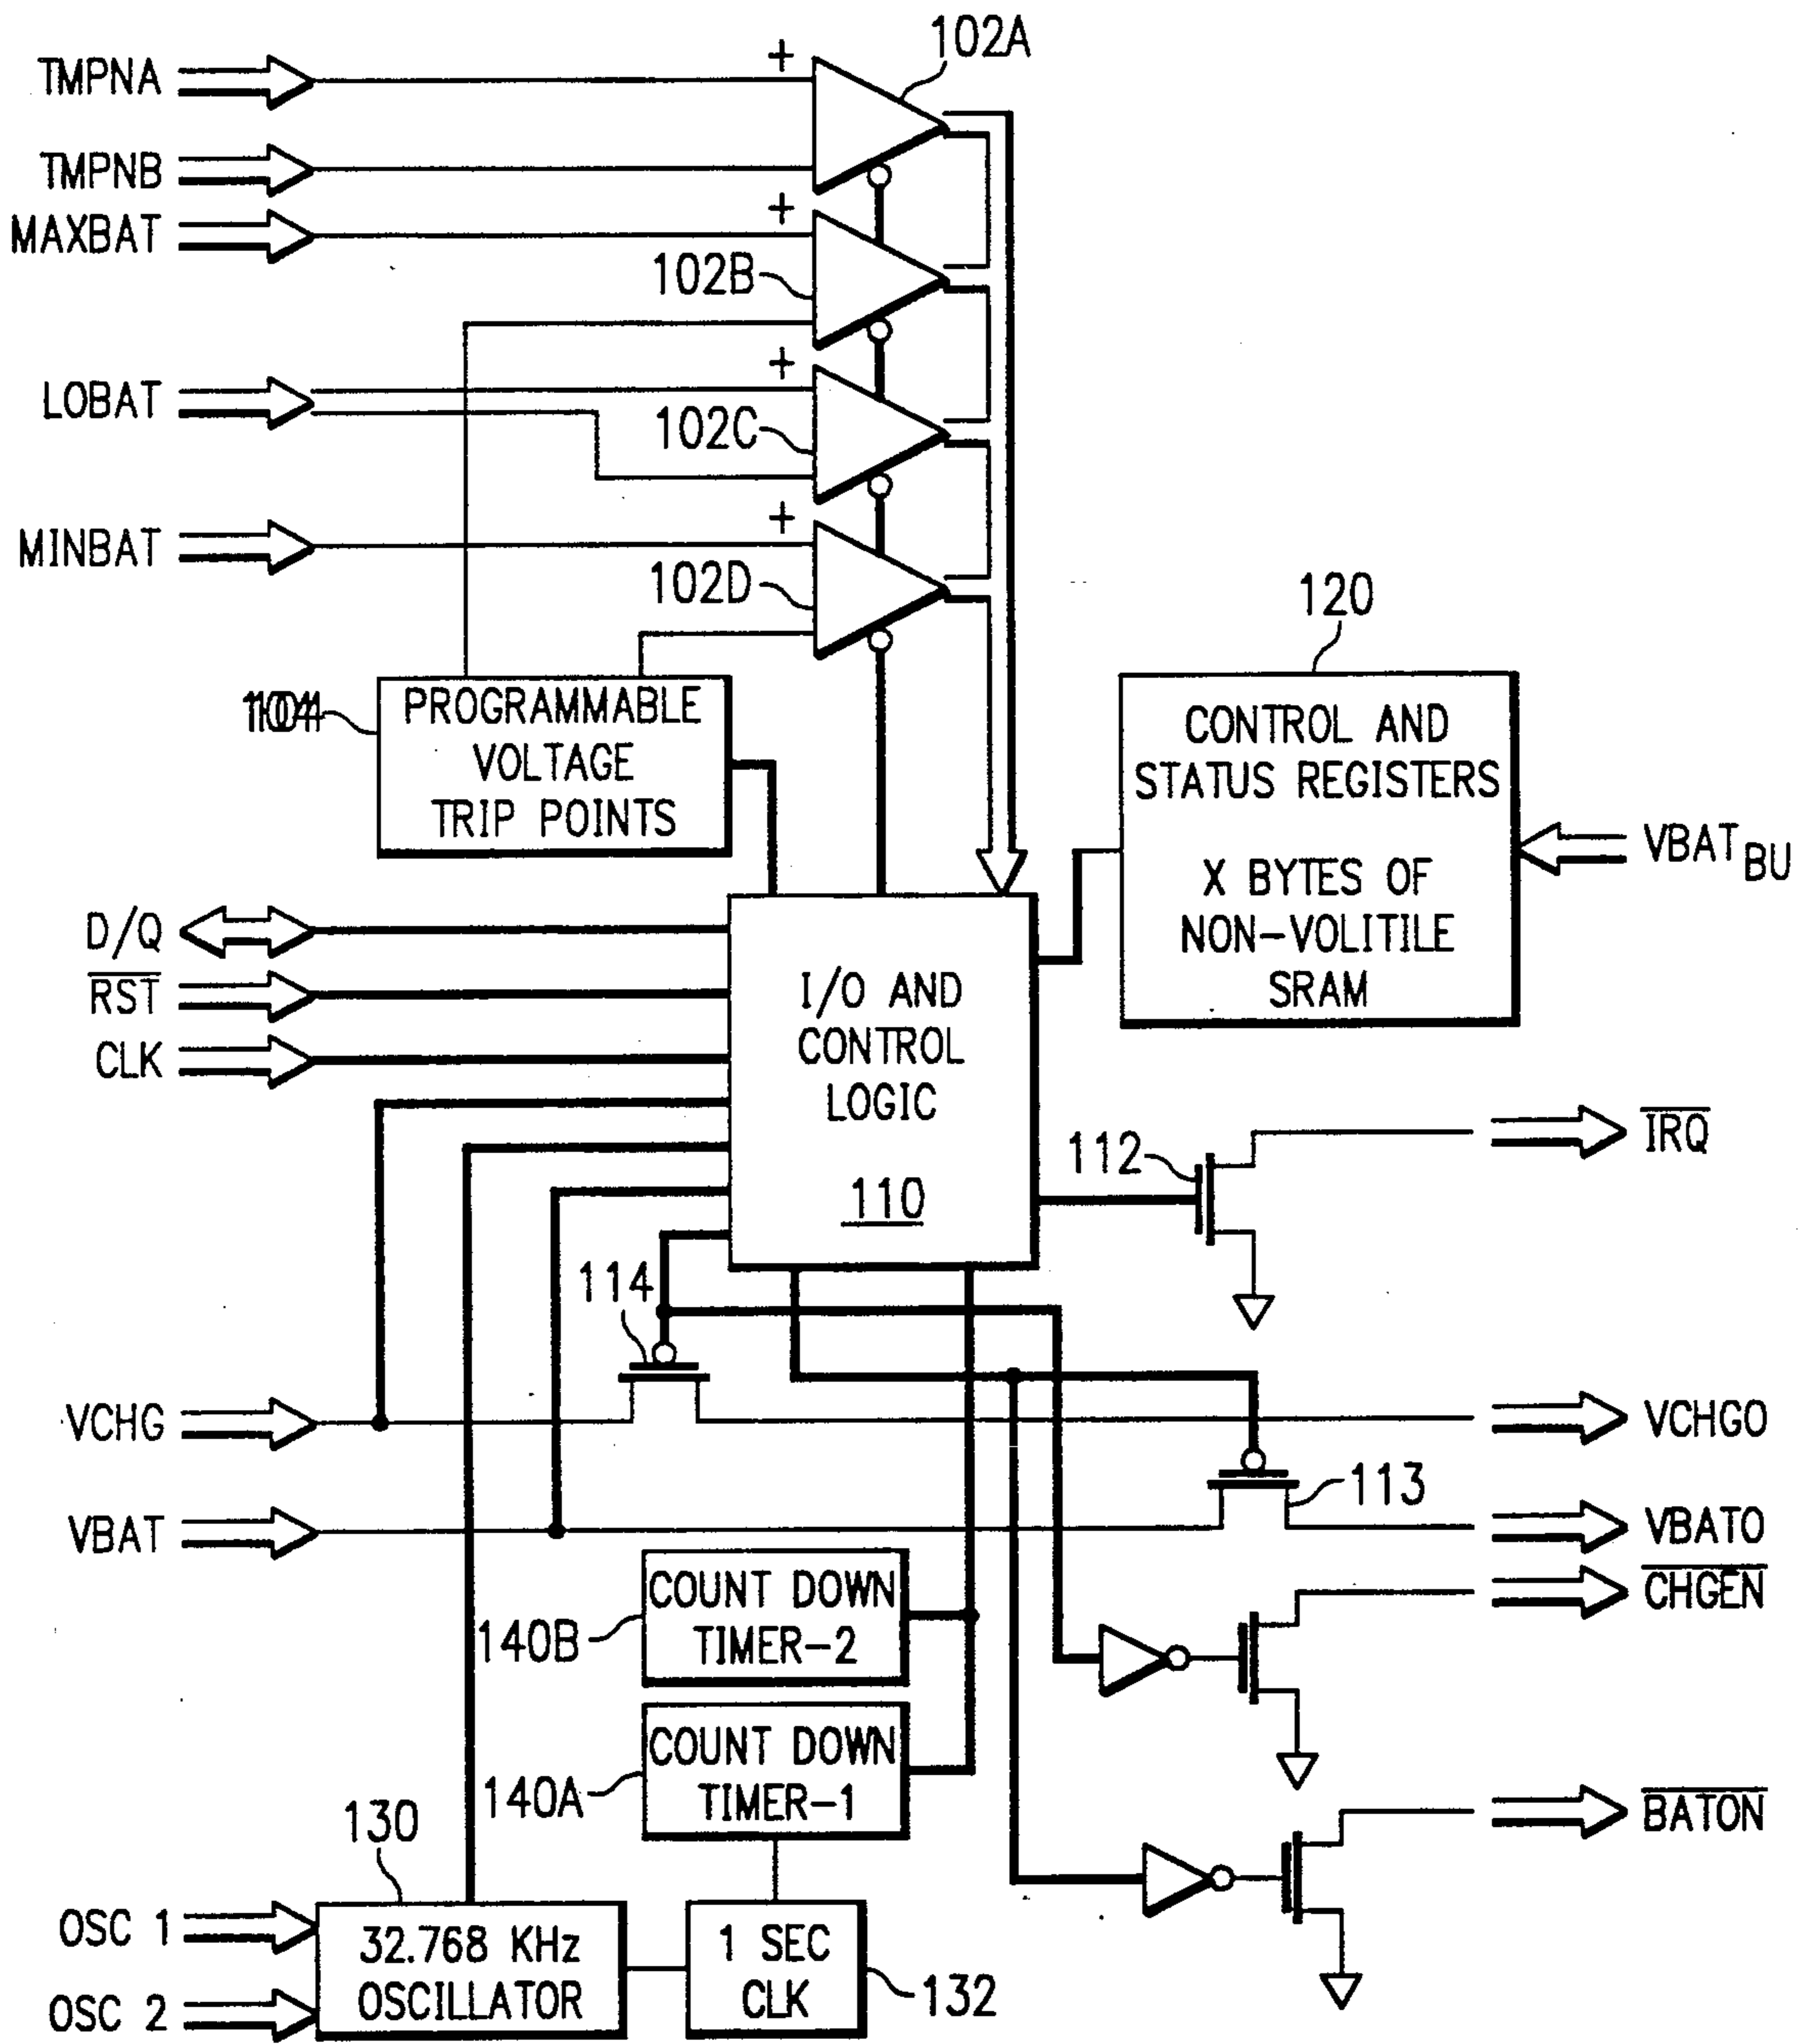 102A
TMPNA
+
TMPNB
MAXBAT
+
102B
LOBAT
+
102C
MINBAT
+
102D
120
PROGRAMMABLE
VOLTAGE
TRIP POINTS
CONTROL AND
STATUS REGISTERS
X BYTES OF
NON-VOLITILE
SRAM
VBAT BU
D/Q
RST
CLK
I/O AND
CONTROL
LOGIC
110
112
IRQ
114
VCHG
VCHGO
113
VBAT
VBATO
COUNT DOWN
TIMER-2
140B
CHGEN
COUNT DOWN
TIMER-1
140A
BATON
130
OSC 1
OSC 2
32.768 KHz
OSCILLATOR
1 SEC
CLK
132